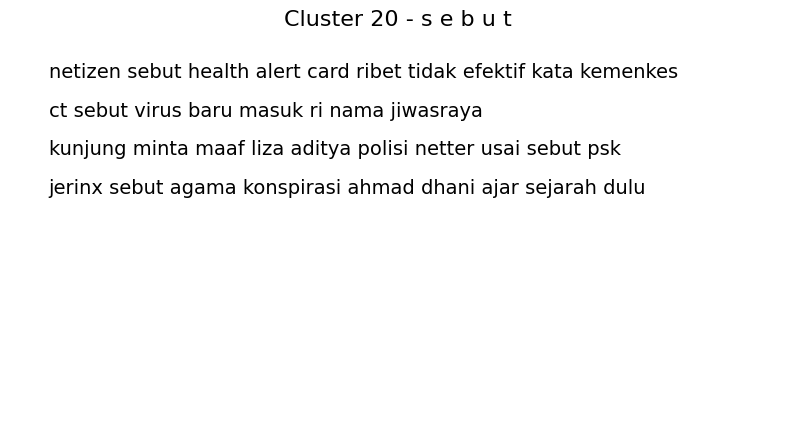 Cluster 20 - s e b u t
netizen sebut health alert card ribet tidak efektif kata kemenkes
ct sebut virus baru masuk ri nama jiwasraya
kunjung minta maaf liza aditya polisi netter usai sebut psk
jerinx sebut agama konspirasi ahmad dhani ajar sejarah dulu